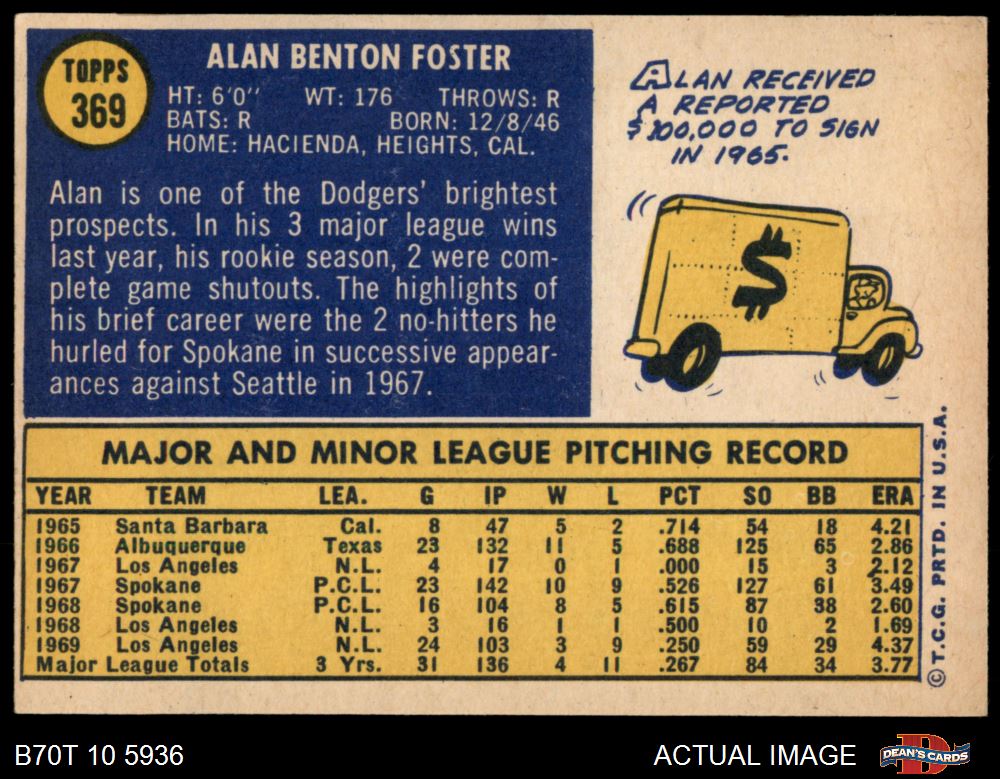 TOPPS
369
ALAN BENTON FOSTER
HT: 6'0" WT: 176 THROWS: R
BATS: R BORN: 12/8/46
HOME: HACIENDA, HEIGHTS, CAL.
Alan is one of the Dodgers' brightest
prospects. In his 3 major league wins
last year, his rookie season, 2 were com-
plete game shutouts. The highlights of
his brief career were the 2 no-hitters he
hurled for Spokane in successive appear-
ances against Seattle in 1967.
ALAN RECEIVED
A REPORTED
$100,000 TO SIGN
IN 1965.
$
MAJOR AND MINOR LEAGUE PITCHING RECORD
YEAR TEAM LEA. G IP W L PCT SO BB ERA
1965 Santa Barbara Cal. 8 47 5 2 .714 54 18 4.21
1966 Albuquerque Texas 23 132 11 5 .688 125 65 2.86
1967 Los Angeles N.L. 4 17 0 1 .000 15 3 2.12
1967 Spokane P.C.L. 23 142 10 9 .526 127 61 3.49
1968 Spokane P.C.L. 16 104 8 5 .615 87 38 2.60
1968 Los Angeles N.L. 3 16 1 1 .500 10 2 1.69
1969 Los Angeles N.L. 24 103 3 9 .250 59 29 4.37
Major League Totals 3 Yrs. 31 136 4 11 .267 84 34 3.77
© T.C.G. PRTD. IN U.S.A.
B70T 10 5936
ACTUAL IMAGE
DEAN'S CARDS